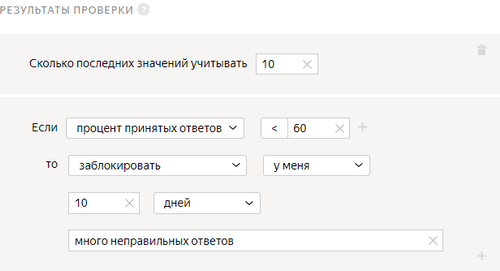 РЕЗУЛЬТАТЫ ПРОВЕРКИ ?
Сколько последних значений учитывать 10
Если процент принятых ответов < 60
то заблокировать у меня
10 дней
много неправильных ответов